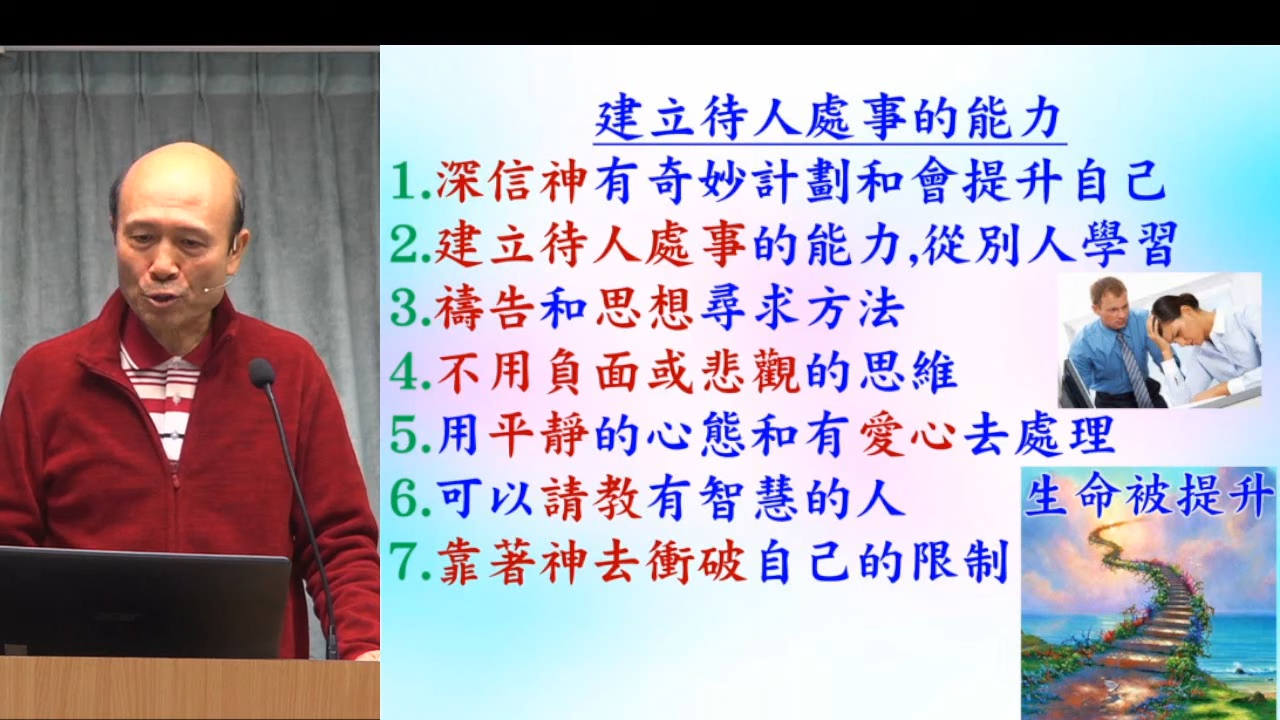 建立待人處事的能力
1.深信神有奇妙計劃和會提升自己
2.建立待人處事的能力,從別人學習
3.禱告和思想尋求方法
4.不用負面或悲觀的思維
5.用平靜的心態和有愛心去處理
6.可以請教有智慧的人
7.靠著神去衝破自己的限制
生命被提升